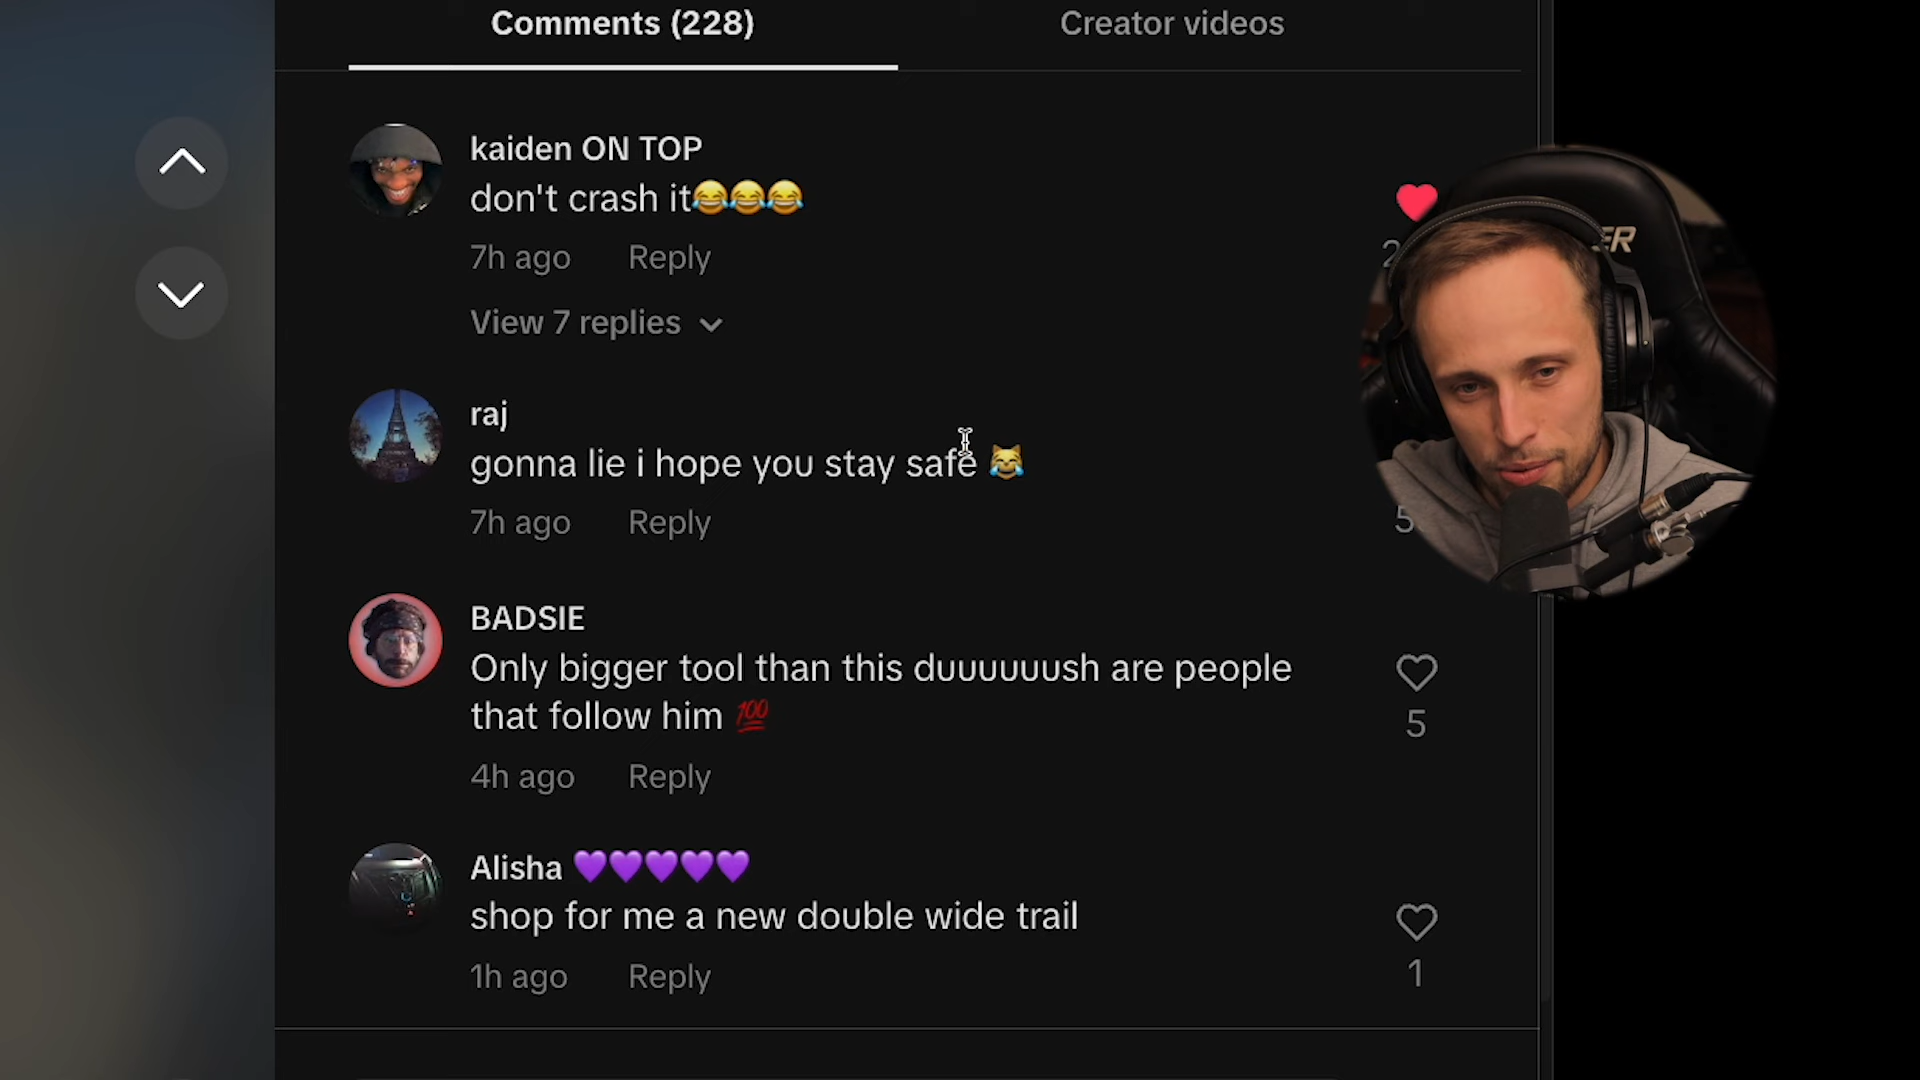 Comments (228)
Creator videos
kaiden ON TOP
don't crash it😂😂😂
7h ago Reply
View 7 replies
raj
gonna lie i hope you stay safe 😹
7h ago Reply
BADSIE
Only bigger tool than this duuuuuush are people
that follow him 💯
5
4h ago Reply
Alisha 💜💜💜💜💜
shop for me a new double wide trail
1h ago Reply
1